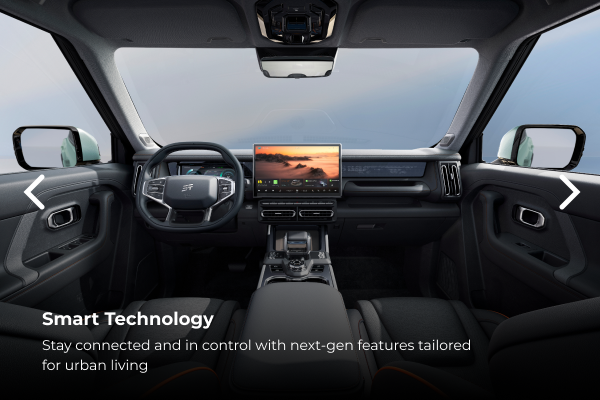 Smart Technology
Stay connected and in control with next-gen features tailored
for urban living